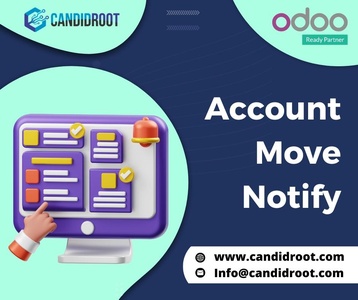 CANDIDROOT
odoo
Ready Partner
Account
Move
Notify
www.candidroot.com
Info@candidroot.com